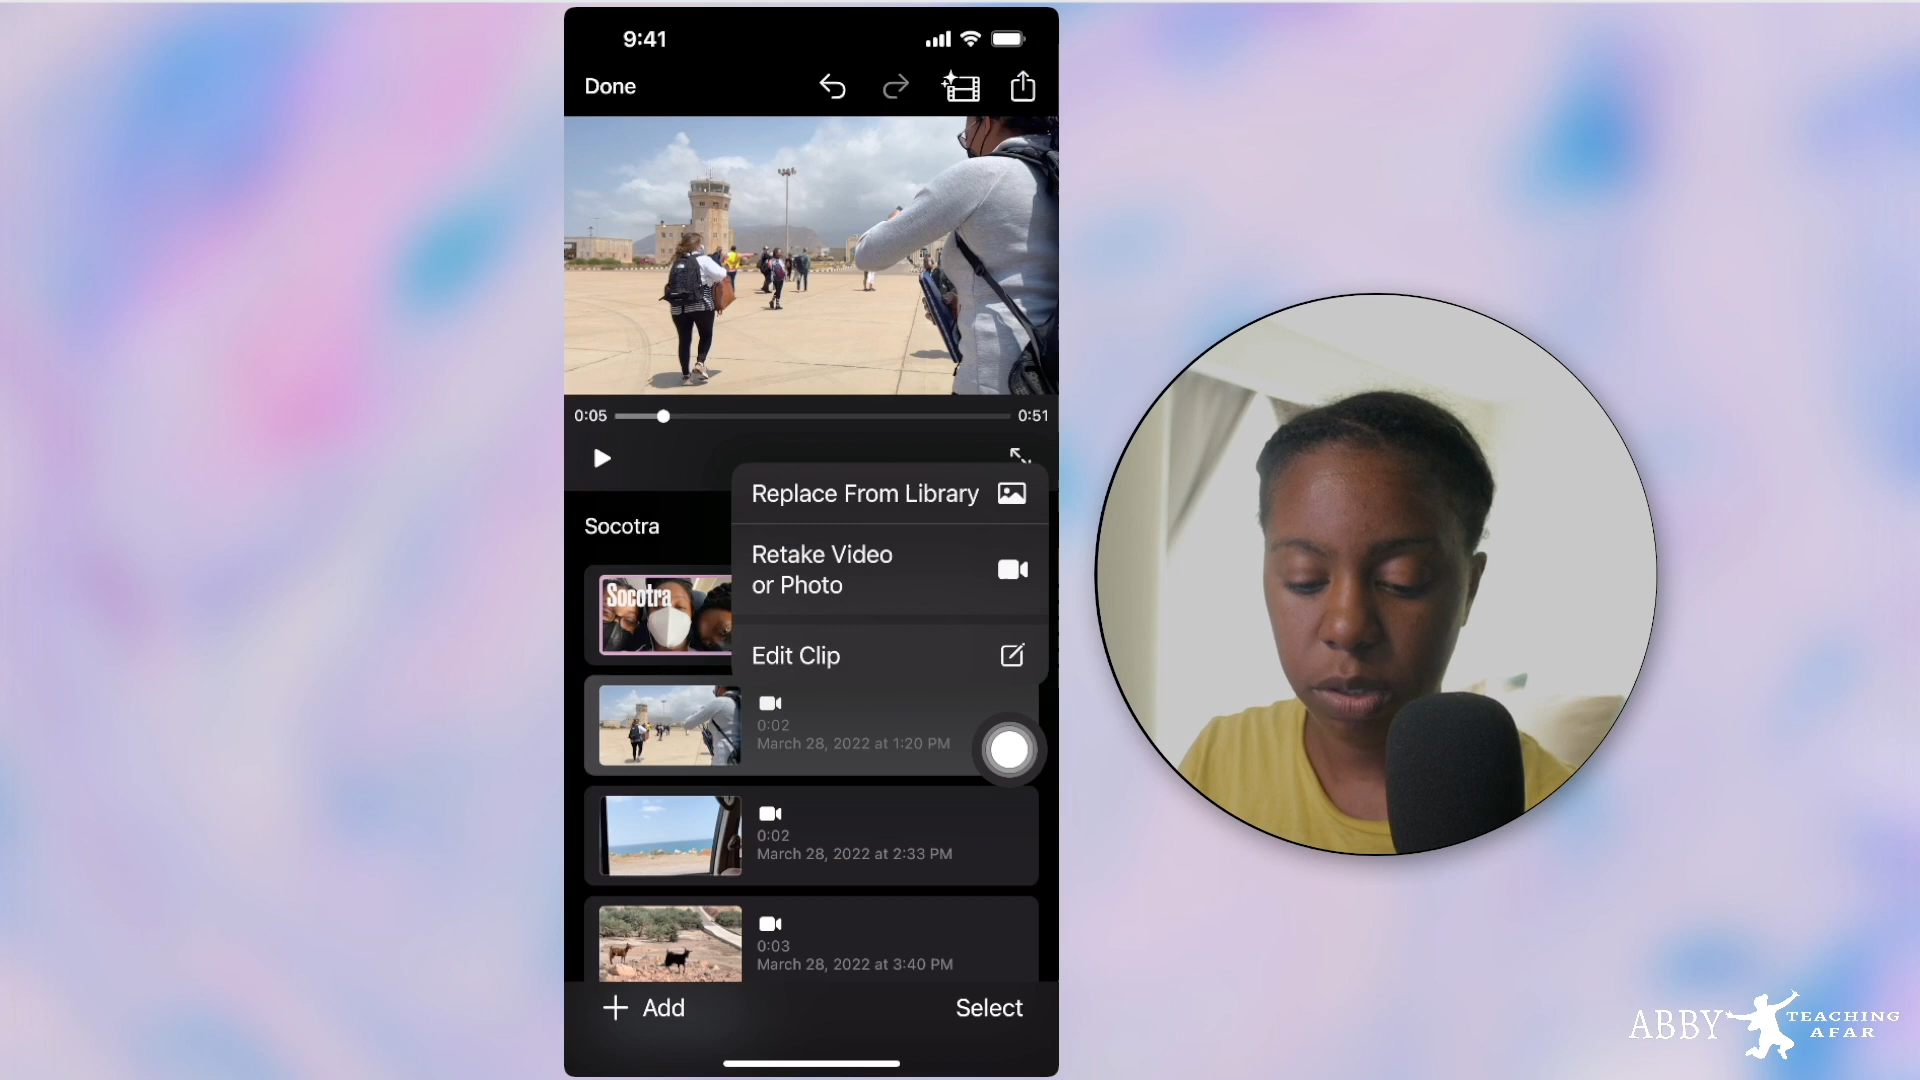 9:41
Done
0:05
0:51
Replace From Library
Socotra
Retake Video
or Photo
Socotra
Edit Clip
0:02
March 28, 2022 at 1:20 PM
0:02
March 28, 2022 at 2:33 PM
0:03
March 28, 2022 at 3:40 PM
Add
Select
ABBY TEACHING
AFAR